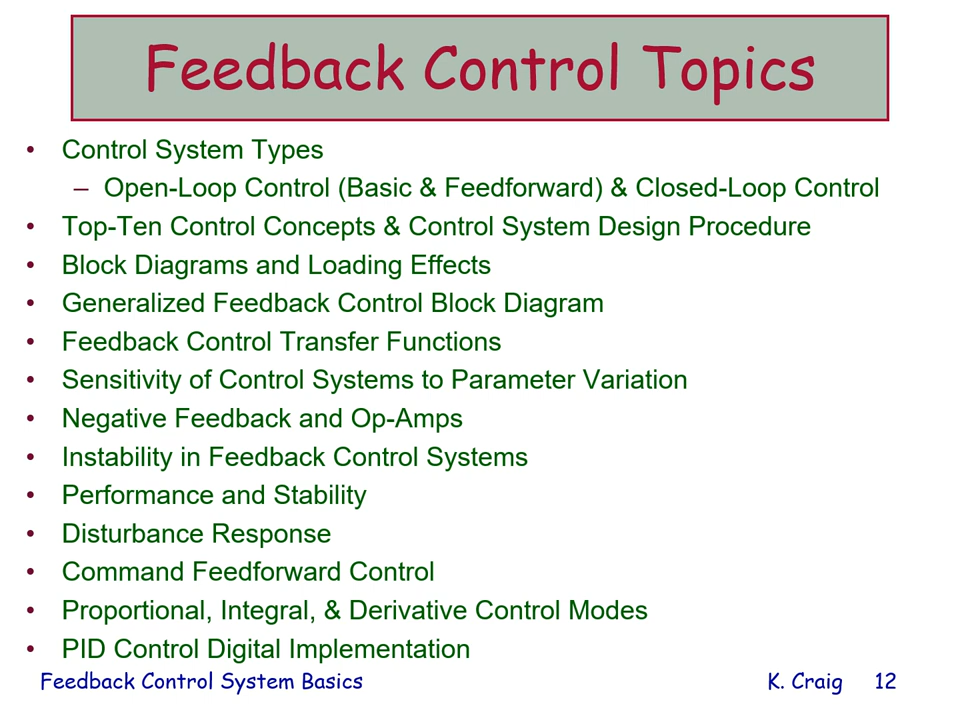 Feedback Control Topics
• Control System Types
– Open-Loop Control (Basic & Feedforward) & Closed-Loop Control
• Top-Ten Control Concepts & Control System Design Procedure
• Block Diagrams and Loading Effects
• Generalized Feedback Control Block Diagram
• Feedback Control Transfer Functions
• Sensitivity of Control Systems to Parameter Variation
• Negative Feedback and Op-Amps
• Instability in Feedback Control Systems
• Performance and Stability
• Disturbance Response
• Command Feedforward Control
• Proportional, Integral, & Derivative Control Modes
• PID Control Digital Implementation
Feedback Control System Basics K. Craig 12